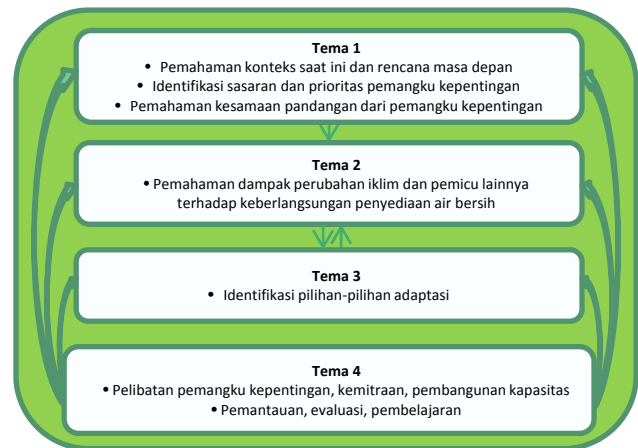 Tema 1
• Pemahaman konteks saat ini dan rencana masa depan
• Identifikasi sasaran dan prioritas pemangku kepentingan
• Pemahaman kesamaan pandangan dari pemangku kepentingan
Tema 2
• Pemahaman dampak perubahan iklim dan pemicu lainnya
terhadap keberlangsungan penyediaan air bersih
Tema 3
• Identifikasi pilihan-pilihan adaptasi
Tema 4
• Pelibatan pemangku kepentingan, kemitraan, pembangunan kapasitas
• Pemantauan, evaluasi, pembelajaran